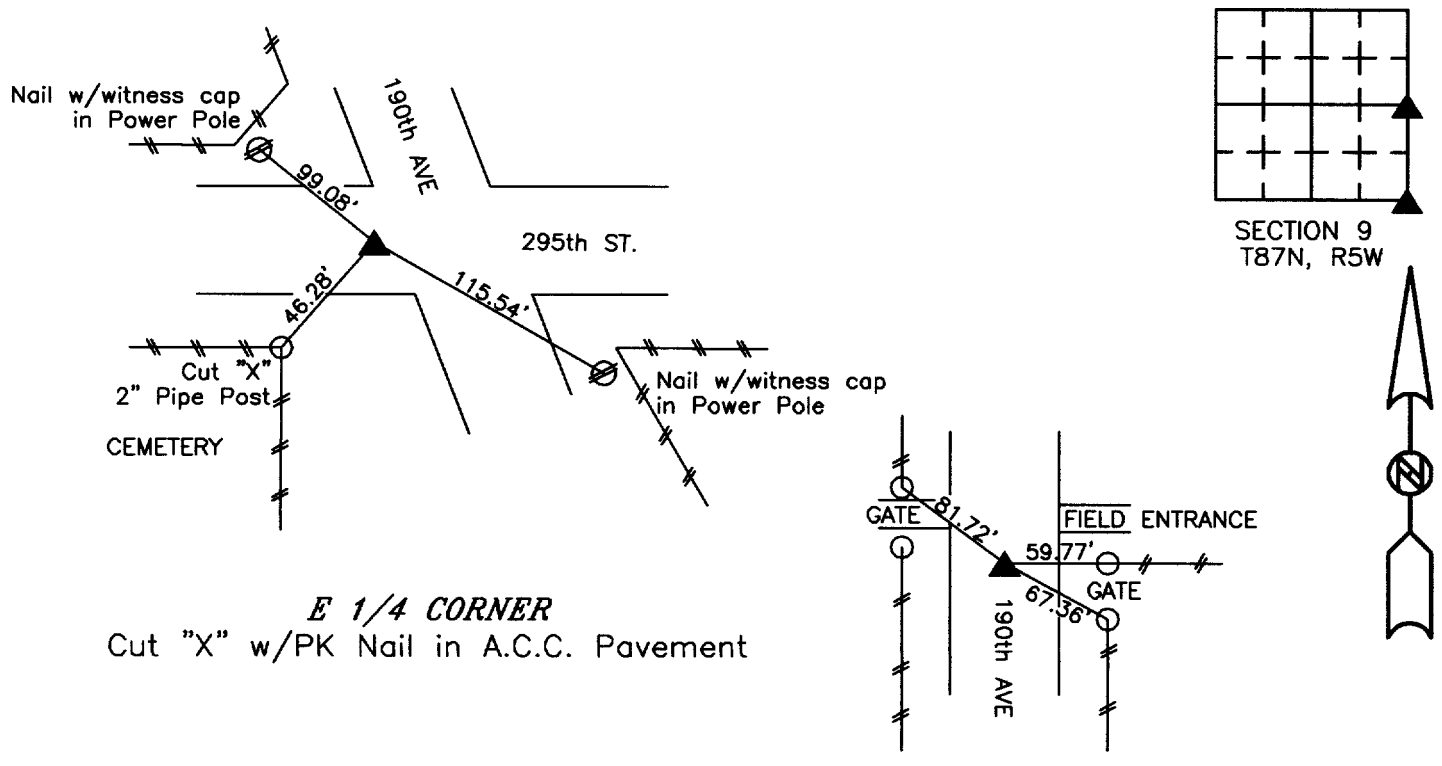 Nail w/witness cap
in Power Pole
190th AVE
99.08'
295th ST.
46.28'
115.54'
Cut "X"
2" Pipe Post
CEMETERY
Nail w/witness cap
in Power Pole
E 1/4 CORNER
Cut "X" w/PK Nail in A.C.C. Pavement
SECTION 9
T87N, R5W
N
GATE
81.72'
FIELD ENTRANCE
59.77'
GATE
67.36'
190th AVE